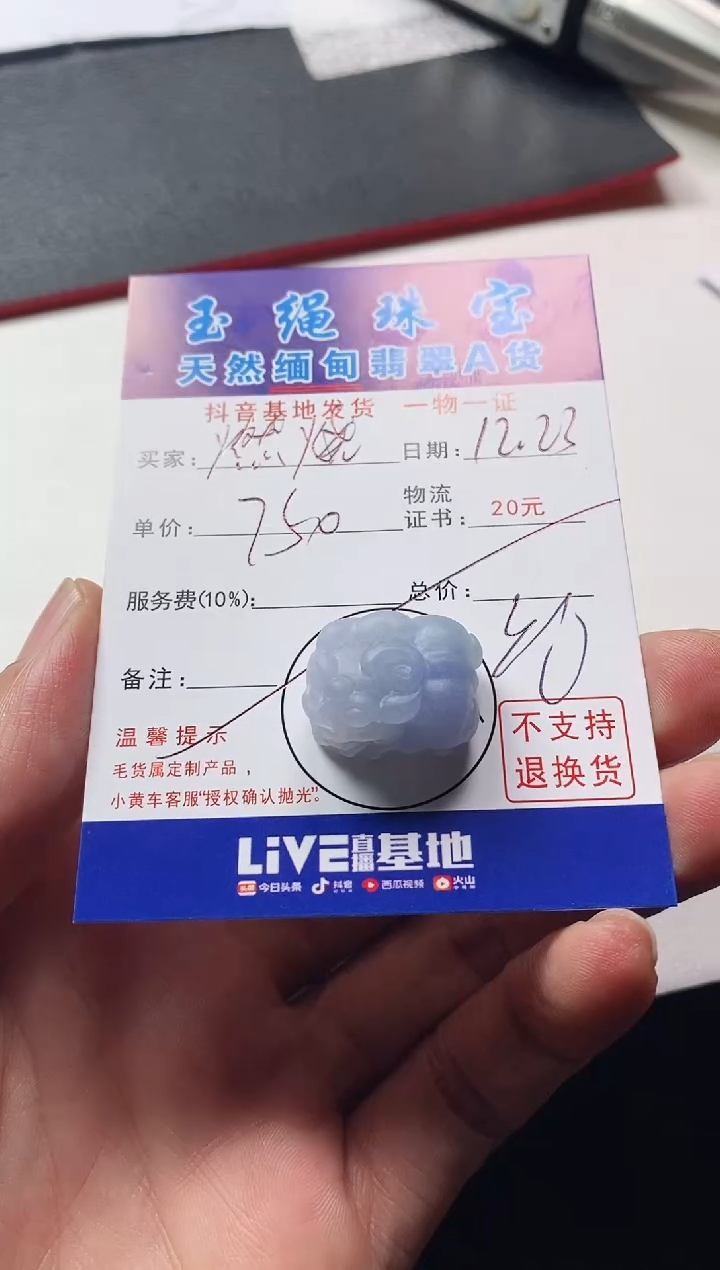 玉绳珠宝
天然缅甸翡翠A货
抖音基地发货 一物一证
买家: 日期: 12.23
单价: 750 物流证书: 20元
服务费(10%): 总价:
备注:
不支持
退换货
温馨提示
毛货属定制产品，
小黄车客服“授权确认抛光”。
LiVE直播基地
头条 今日头条 抖音 西瓜视频 火山